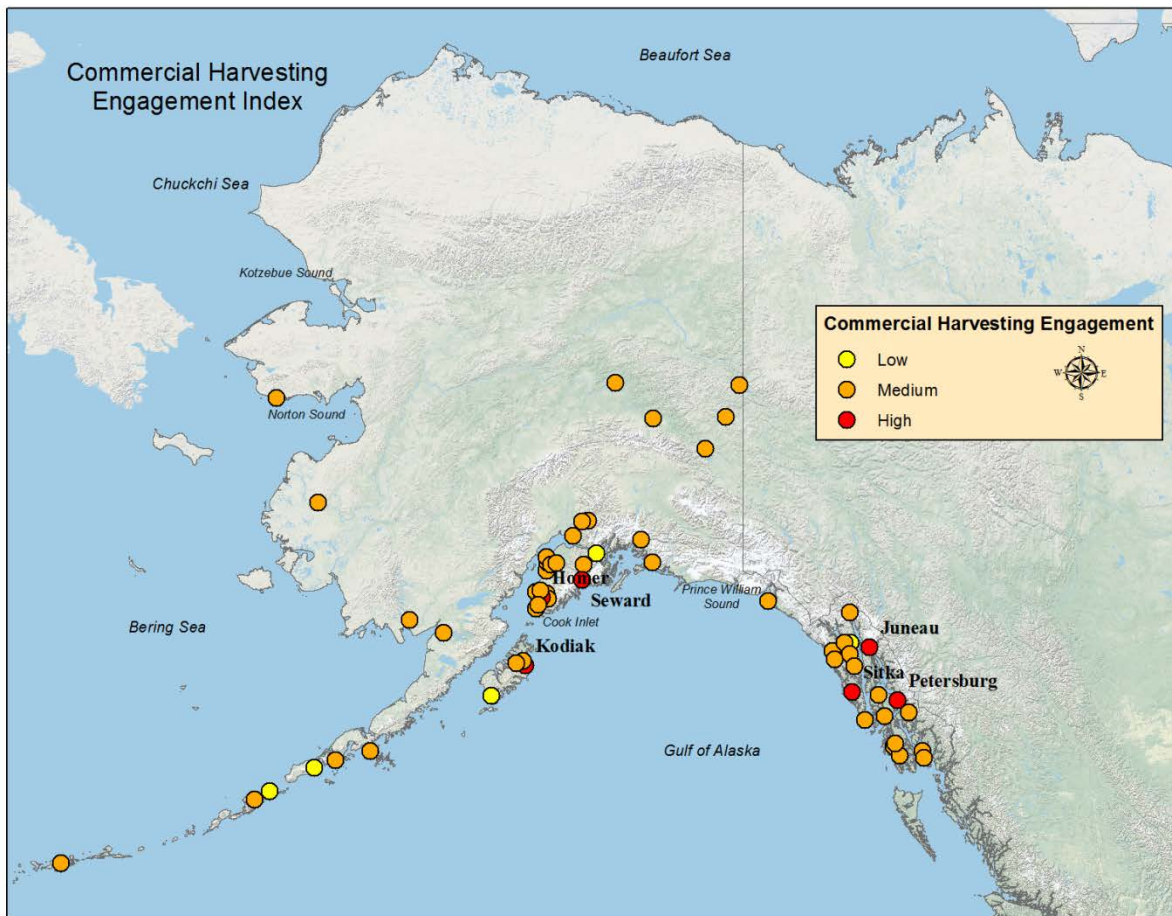 Commercial Harvesting
Engagement Index
Beaufort Sea
Chuckchi Sea
Kotzebue Sound
Commercial Harvesting Engagement
N
W E
S
Low
Medium
High
Norton Sound
Homer
Seward
Prince William
Sound
Cook Inlet
Bering Sea
Juneau
Kodiak
Sitka
Petersburg
Gulf of Alaska